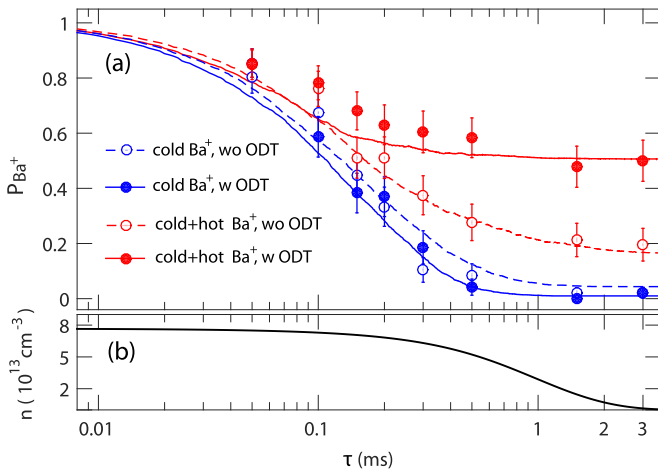 1
0.8
0.6
0.4
0.2
0
P_Ba+
(a)
cold Ba+, wo ODT
cold Ba+, w ODT
cold+hot Ba+, wo ODT
cold+hot Ba+, w ODT
8
5
2
n (10^13 cm^-3)
(b)
0.01 0.1 1 2 3
τ (ms)